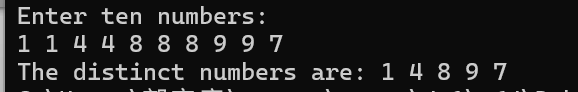 Enter ten numbers:
1 1 4 4 8 8 8 9 9 7
The distinct numbers are: 1 4 8 9 7